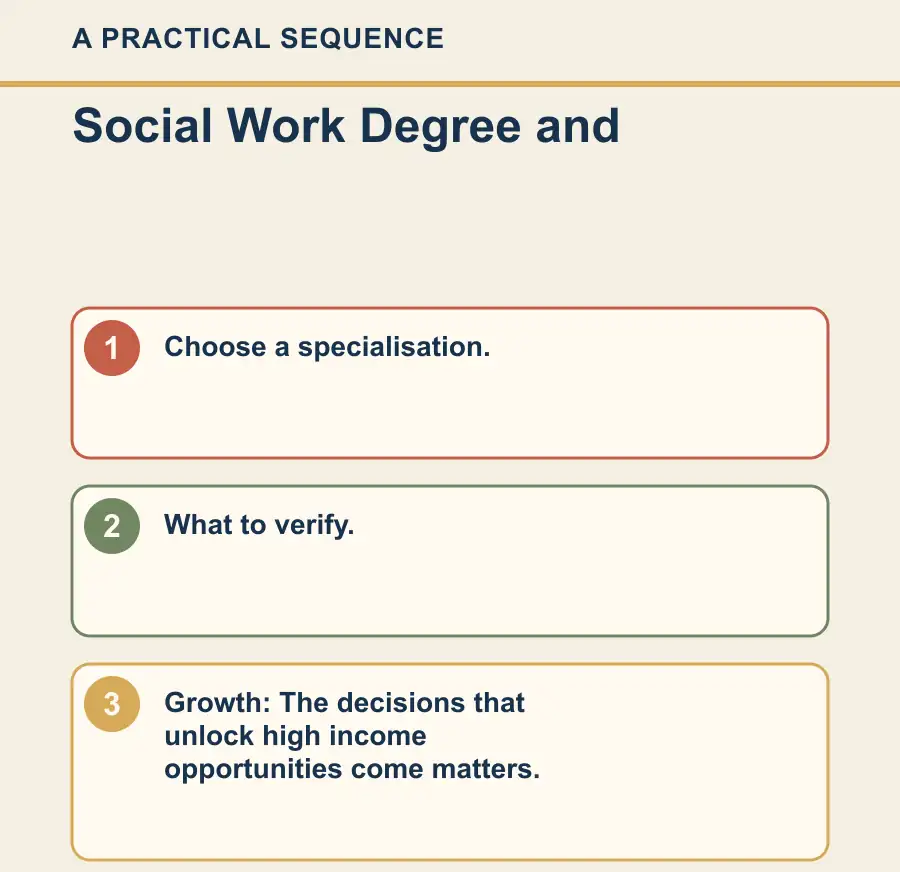 A PRACTICAL SEQUENCE
Social Work Degree and
1
Choose a specialisation.
2
What to verify.
3
Growth: The decisions that
unlock high income
opportunities come matters.